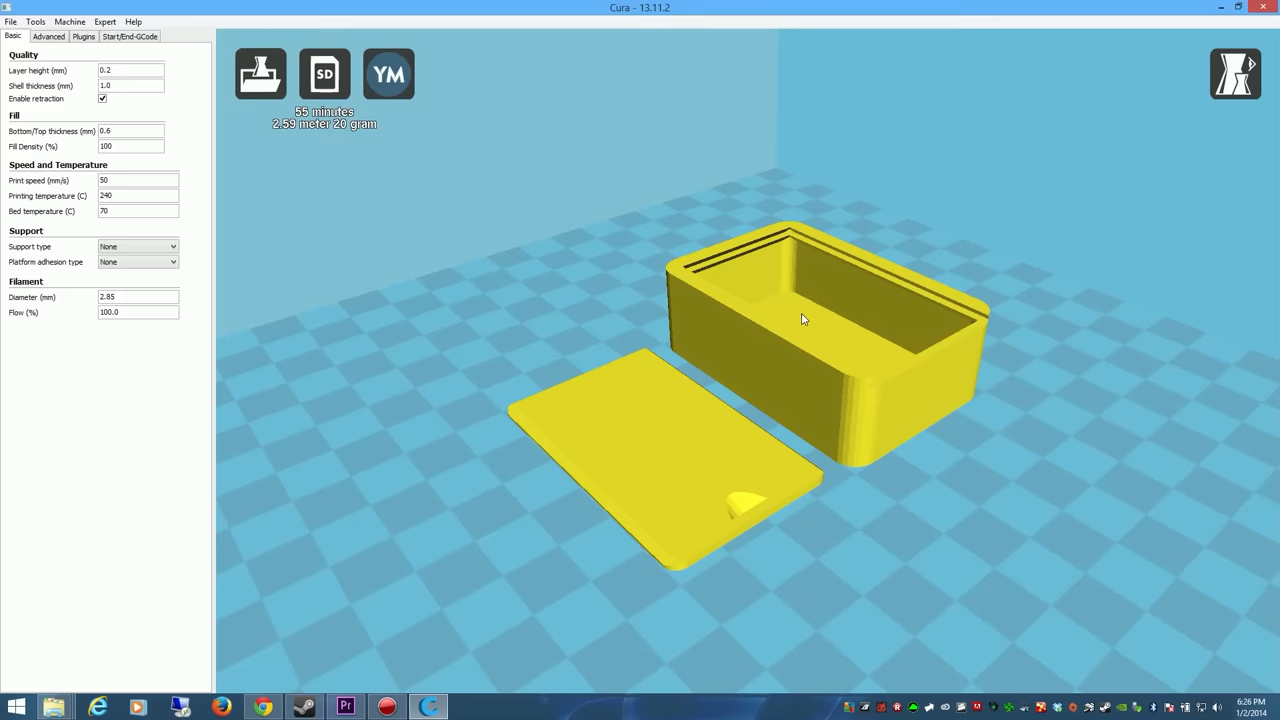 Cura - 13.11.2
File Tools Machine Expert Help
Basic Advanced Plugins Start/End-GCode
Quality
Layer height (mm) 0.2
Shell thickness (mm) 1.0
Enable retraction
Fill
Bottom/Top thickness (mm) 0.6
Fill Density (%) 100
Speed and Temperature
Print speed (mm/s) 50
Printing temperature (C) 240
Bed temperature (C) 70
Support
Support type None
Platform adhesion type None
Filament
Diameter (mm) 2.85
Flow (%) 100.0
SD YM
55 minutes
2.59 meter 20 gram
Pr
6:26 PM
1/2/2014